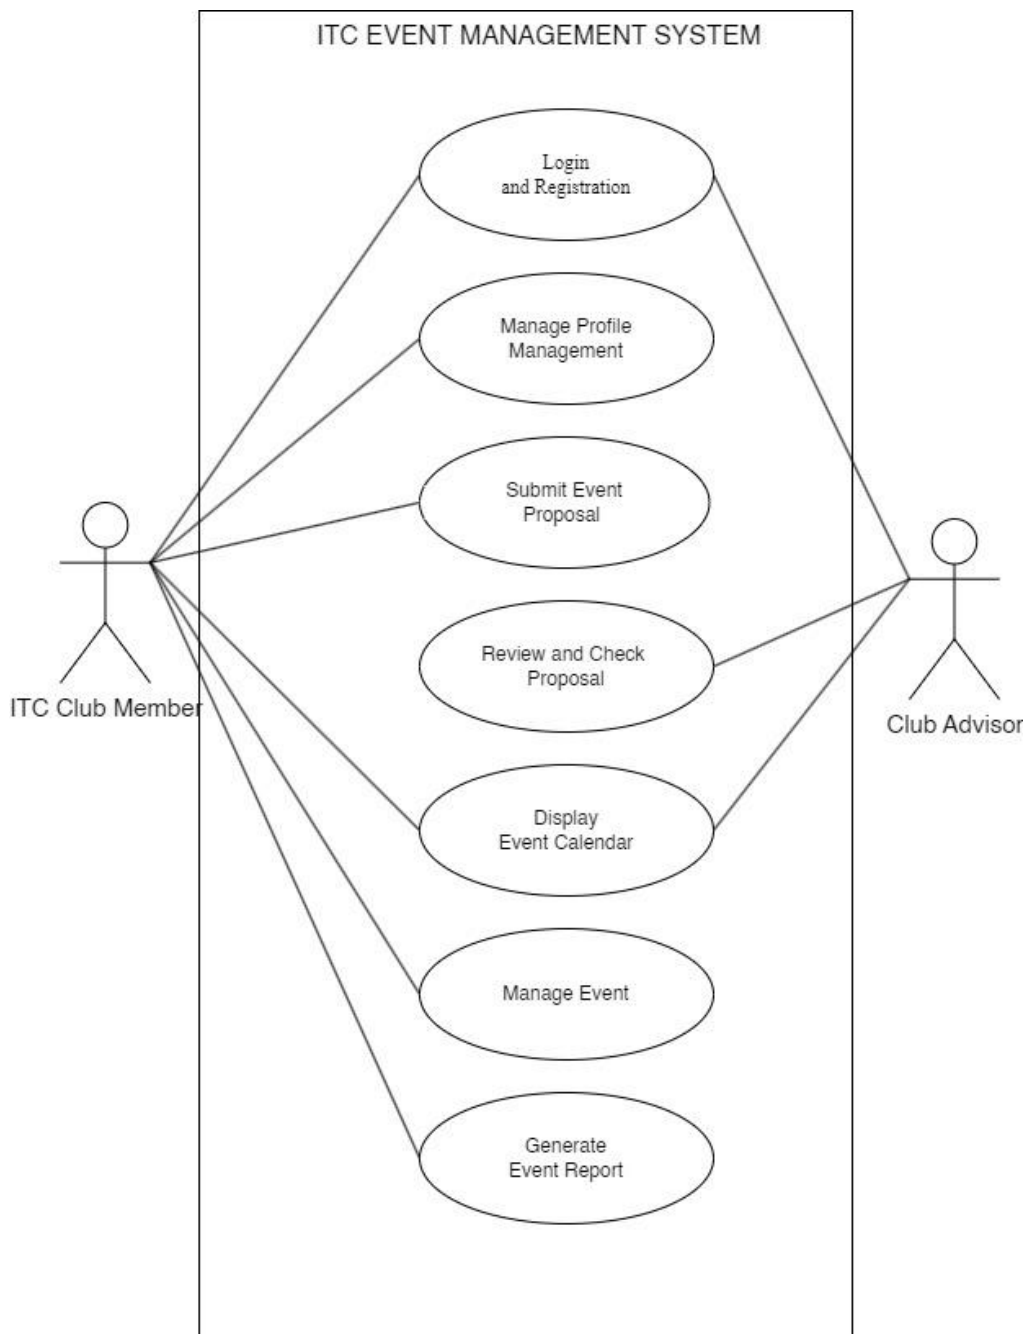 ITC EVENT MANAGEMENT SYSTEM
Login
and Registration
Manage Profile
Management
Submit Event
Proposal
Review and Check
Proposal
ITC Club Member
Club Advisor
Display
Event Calendar
Manage Event
Generate
Event Report